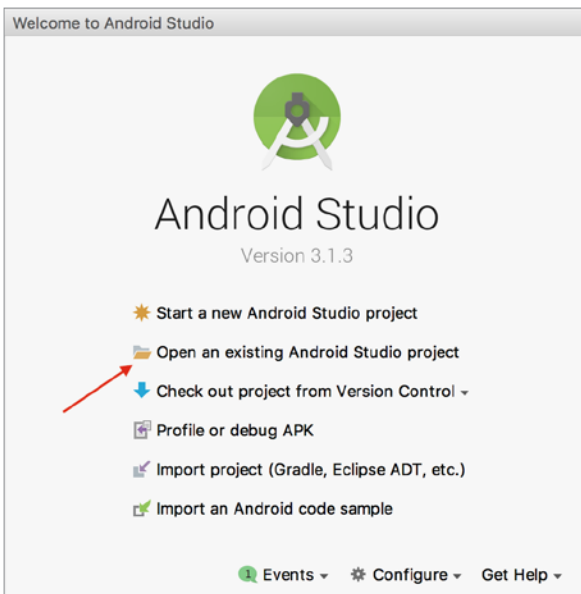 Welcome to Android Studio
Android Studio
Version 3.1.3
Start a new Android Studio project
Open an existing Android Studio project
Check out project from Version Control
Profile or debug APK
Import project (Gradle, Eclipse ADT, etc.)
Import an Android code sample
1 Events Configure Get Help